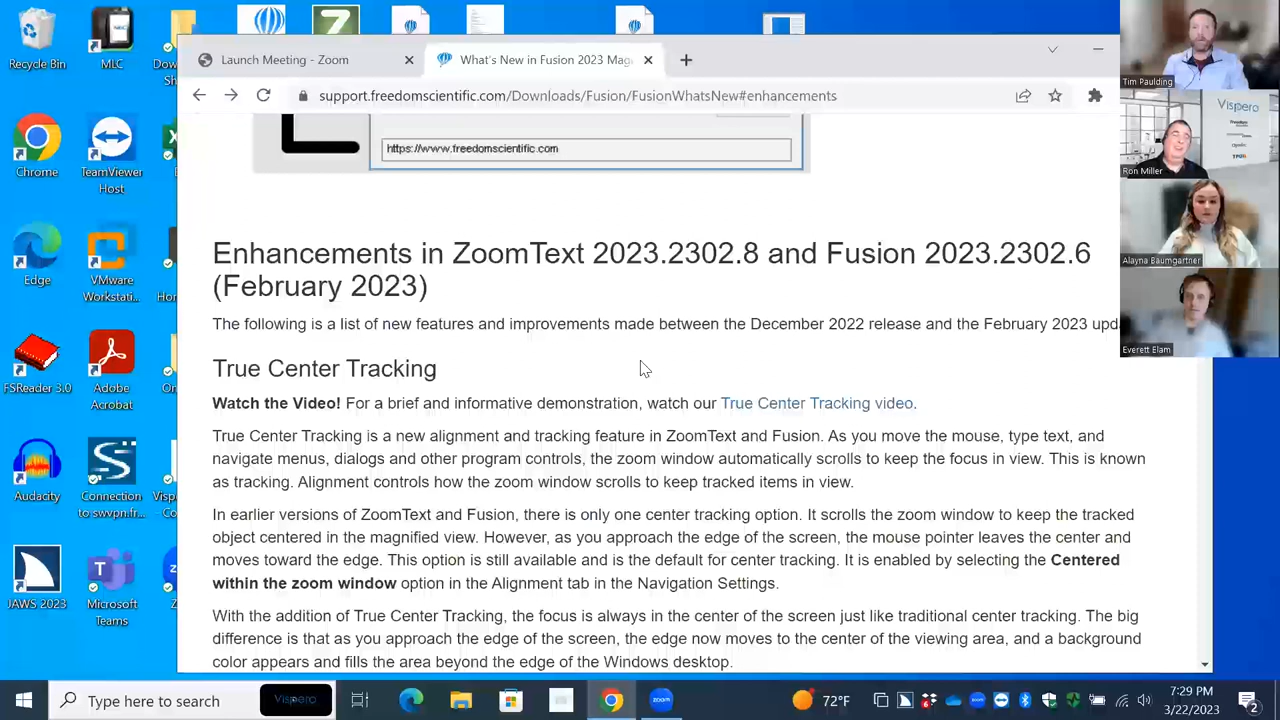 Launch Meeting - Zoom
What's New in Fusion 2023 Mag
support.freedomscientific.com/Downloads/Fusion/FusionWhatsNew#enhancements
https://www.freedomscientific.com
Enhancements in ZoomText 2023.2302.8 and Fusion 2023.2302.6
(February 2023)
The following is a list of new features and improvements made between the December 2022 release and the February 2023 upd
True Center Tracking
Watch the Video! For a brief and informative demonstration, watch our True Center Tracking video.
True Center Tracking is a new alignment and tracking feature in ZoomText and Fusion. As you move the mouse, type text, and
navigate menus, dialogs and other program controls, the zoom window automatically scrolls to keep the focus in view. This is known
as tracking. Alignment controls how the zoom window scrolls to keep tracked items in view.
In earlier versions of ZoomText and Fusion, there is only one center tracking option. It scrolls the zoom window to keep the tracked
object centered in the magnified view. However, as you approach the edge of the screen, the mouse pointer leaves the center and
moves toward the edge. This option is still available and is the default for center tracking. It is enabled by selecting the Centered
within the zoom window option in the Alignment tab in the Navigation Settings.
With the addition of True Center Tracking, the focus is always in the center of the screen just like traditional center tracking. The big
difference is that as you approach the edge of the screen, the edge now moves to the center of the viewing area, and a background
color appears and fills the area beyond the edge of the Windows desktop.
Recycle Bin
MLC
Dow
Sh
Chrome
TeamViewer
Host
Edge
VMware
Workstati...
Hor
FSReader 3.0
Adobe
Acrobat
On
Audacity
Connection
to swvpn.fr...
Visp
JAWS 2023
Microsoft
Teams
Z
Tim Paulding
Vispero
Ron Miller
Alayna Baumgartner
Everett Elam
Type here to search
Vispero
72°F
7:29 PM
3/22/2023
2